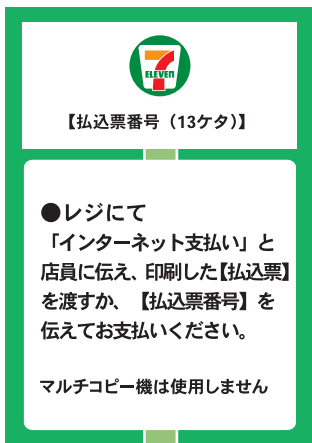 7
ELEVEn
【払込票番号（13ケタ）】
●レジにて
「インターネット支払い」と
店員に伝え、印刷した【払込票】
を渡すか、【払込票番号】を
伝えてお支払いください。
マルチコピー機は使用しません